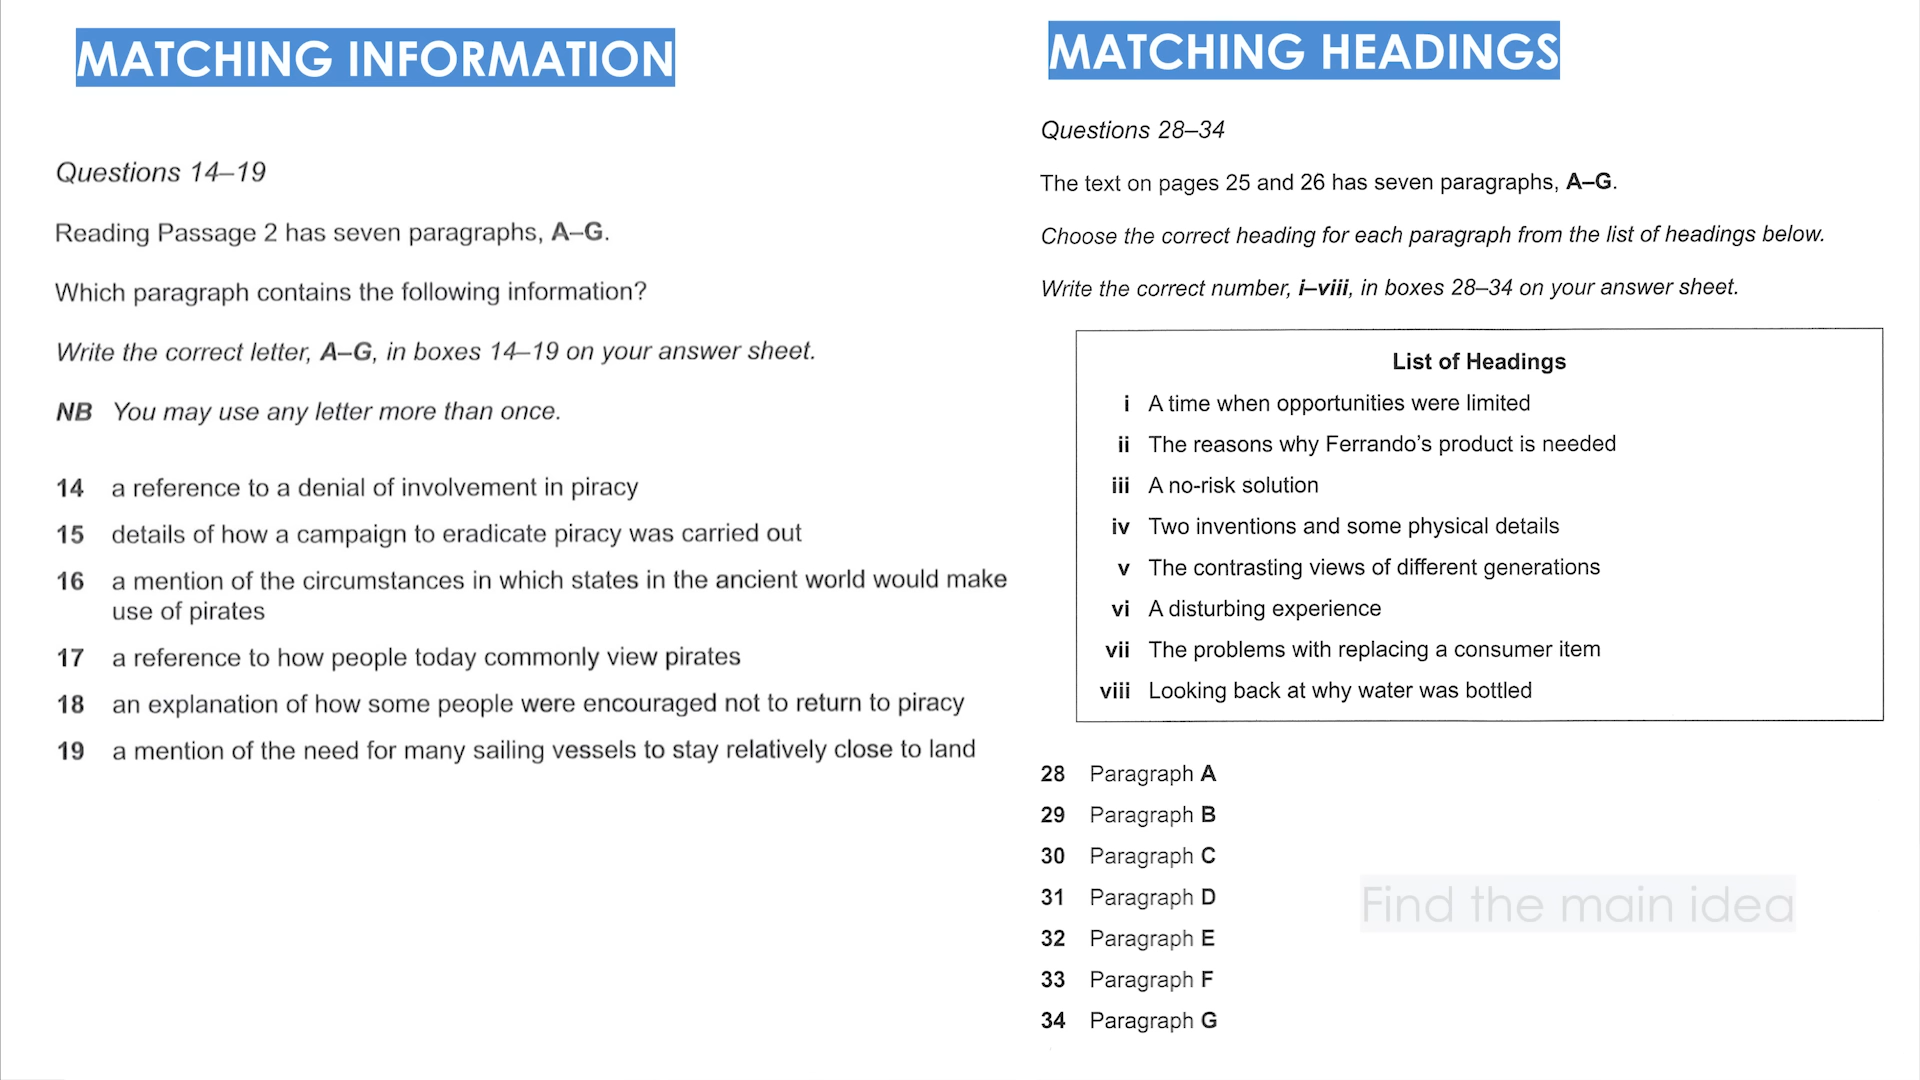 MATCHING INFORMATION
Questions 14–19
Reading Passage 2 has seven paragraphs, A–G.
Which paragraph contains the following information?
Write the correct letter, A–G, in boxes 14–19 on your answer sheet.
NB You may use any letter more than once.
14 a reference to a denial of involvement in piracy
15 details of how a campaign to eradicate piracy was carried out
16 a mention of the circumstances in which states in the ancient world would make
use of pirates
17 a reference to how people today commonly view pirates
18 an explanation of how some people were encouraged not to return to piracy
19 a mention of the need for many sailing vessels to stay relatively close to land
MATCHING HEADINGS
Questions 28–34
The text on pages 25 and 26 has seven paragraphs, A–G.
Choose the correct heading for each paragraph from the list of headings below.
Write the correct number, i–viii, in boxes 28–34 on your answer sheet.
List of Headings
i A time when opportunities were limited
ii The reasons why Ferrando's product is needed
iii A no-risk solution
iv Two inventions and some physical details
v The contrasting views of different generations
vi A disturbing experience
vii The problems with replacing a consumer item
viii Looking back at why water was bottled
28 Paragraph A
29 Paragraph B
30 Paragraph C
31 Paragraph D
32 Paragraph E
33 Paragraph F
34 Paragraph G
Find the main idea